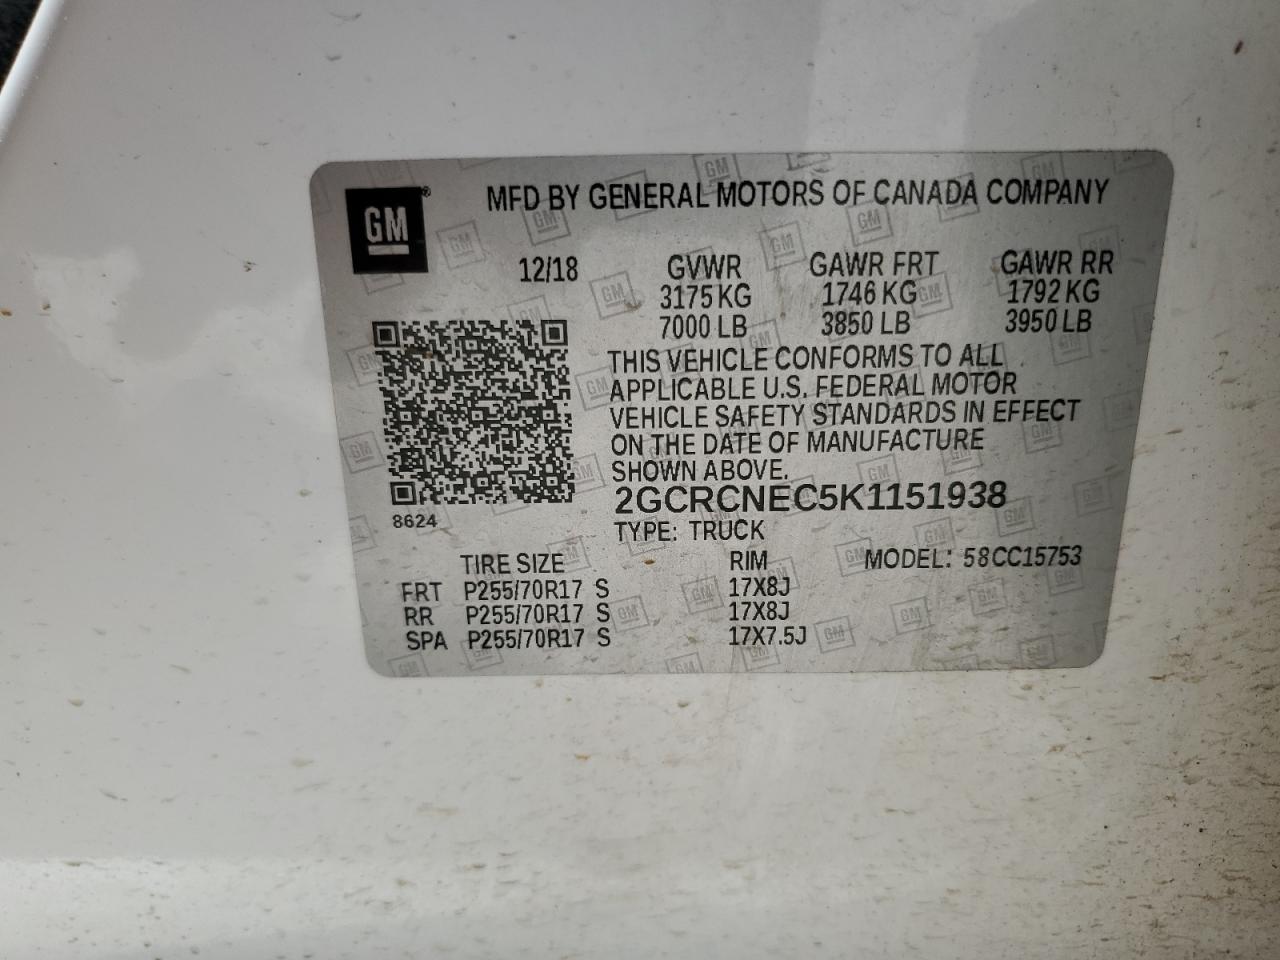 GM®
MFD BY GENERAL MOTORS OF CANADA COMPANY
12/18 GVWR GAWR FRT GAWR RR
3175 KG 1746 KG 1792 KG
7000 LB 3850 LB 3950 LB
THIS VEHICLE CONFORMS TO ALL
APPLICABLE U.S. FEDERAL MOTOR
VEHICLE SAFETY STANDARDS IN EFFECT
ON THE DATE OF MANUFACTURE
SHOWN ABOVE.
2GCRCNEC5K1151938
8624
TYPE: TRUCK
TIRE SIZE RIM MODEL: 58CC15753
FRT P255/70R17 S 17X8J
RR P255/70R17 S 17X8J
SPA P255/70R17 S 17X7.5J